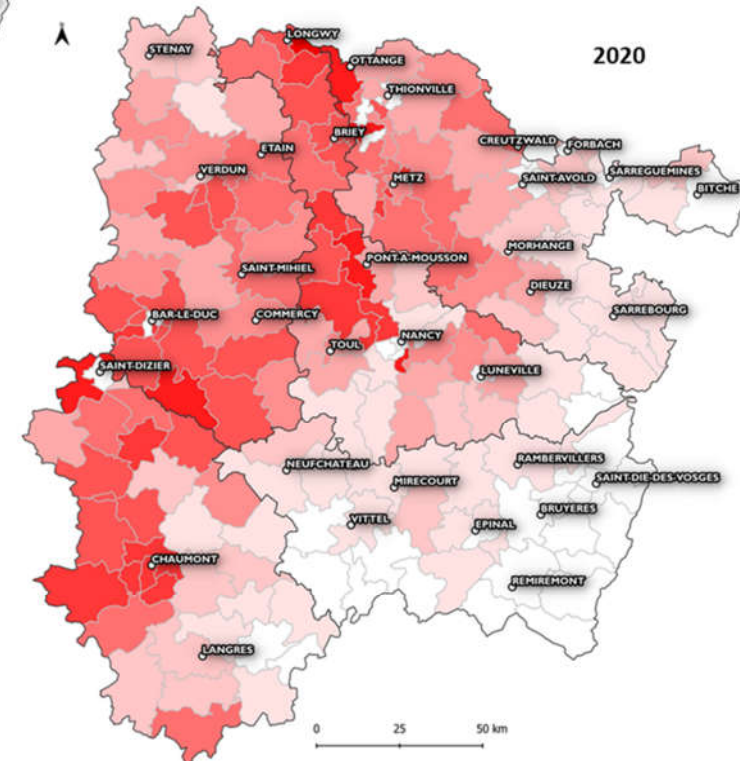 LONGWY
STENAY
2020
OTTANGE
THIONVILLE
BRIEY
CREUTZWALD
FORBACH
ETAIN
VERDUN
METZ
SAINT-AVOLD
SARREGUEMINES
BITCHE
MORHANGE
PONT-A-MOUSSON
SAINT-MIHIEL
DIEUZE
BAR-LE-DUC
COMMERCY
SARREBOURG
NANCY
TOUL
SAINT-DIZIER
LUNEVILLE
NEUFCHATEAU
RAMBERVILLERS
MIRECOURT
SAINT-DIE-DES-VOSGES
BRUYERES
VITTEL
EPINAL
CHAUMONT
REMIREMONT
LANGRES
0 25 50 km